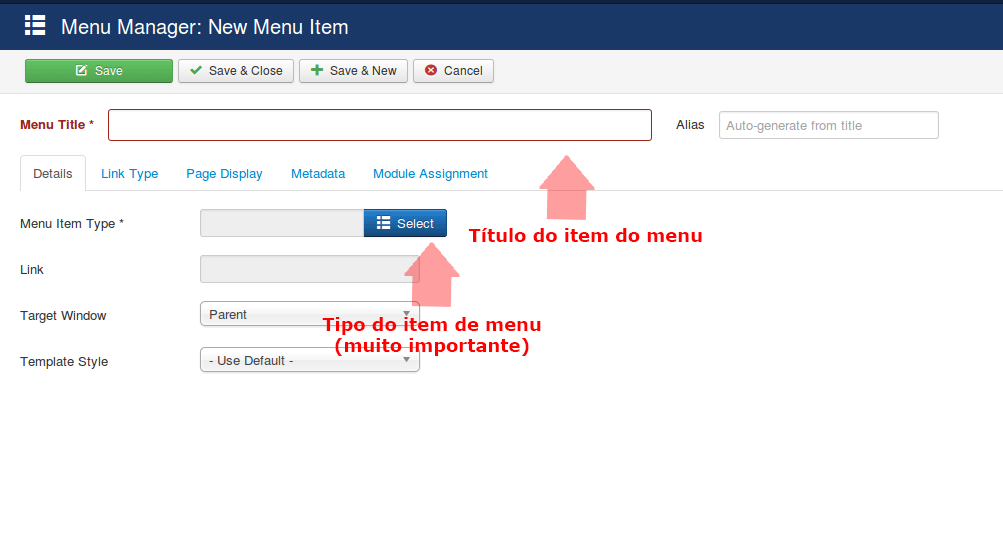 Menu Manager: New Menu Item
Save Save & Close Save & New Cancel
Menu Title * Alias Auto-generate from title
Details Link Type Page Display Metadata Module Assignment
Menu Item Type * Select
Título do item do menu
Link
Target Window Parent
Tipo do item de menu
(muito importante)
Template Style - Use Default -